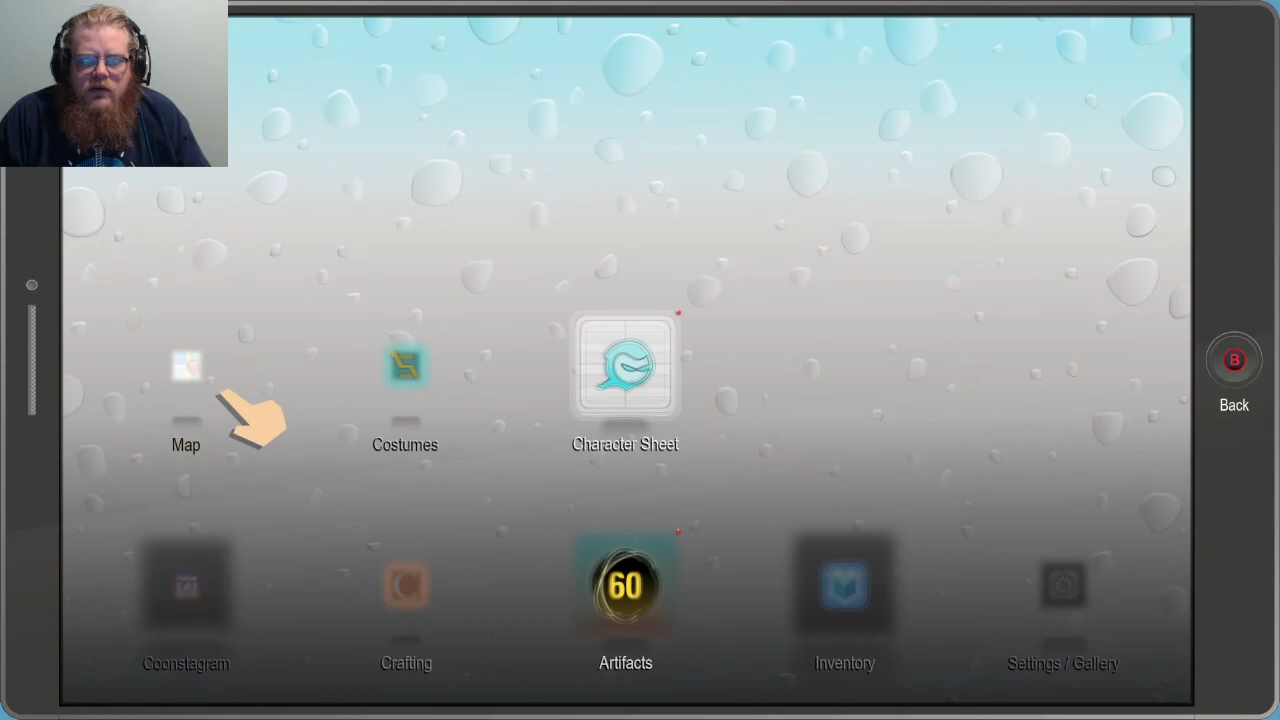 B
Back
Map
Costumes
Character Sheet
60
Coonstagram
Crafting
Artifacts
Inventory
Settings / Gallery